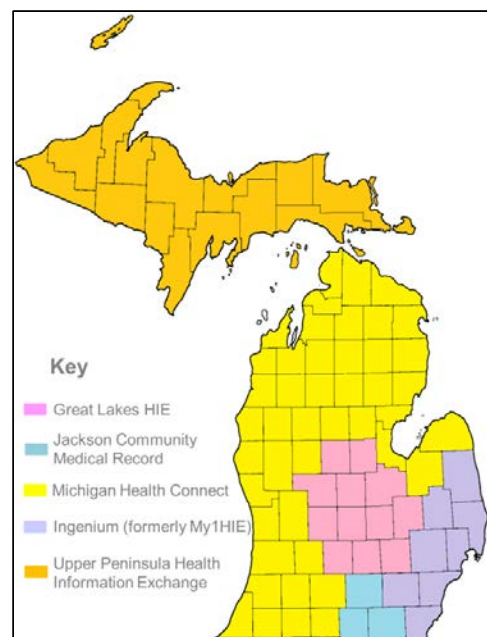 Key
Great Lakes HIE
Jackson Community
Medical Record
Michigan Health Connect
Ingenium (formerly My1HIE)
Upper Peninsula Health
Information Exchange